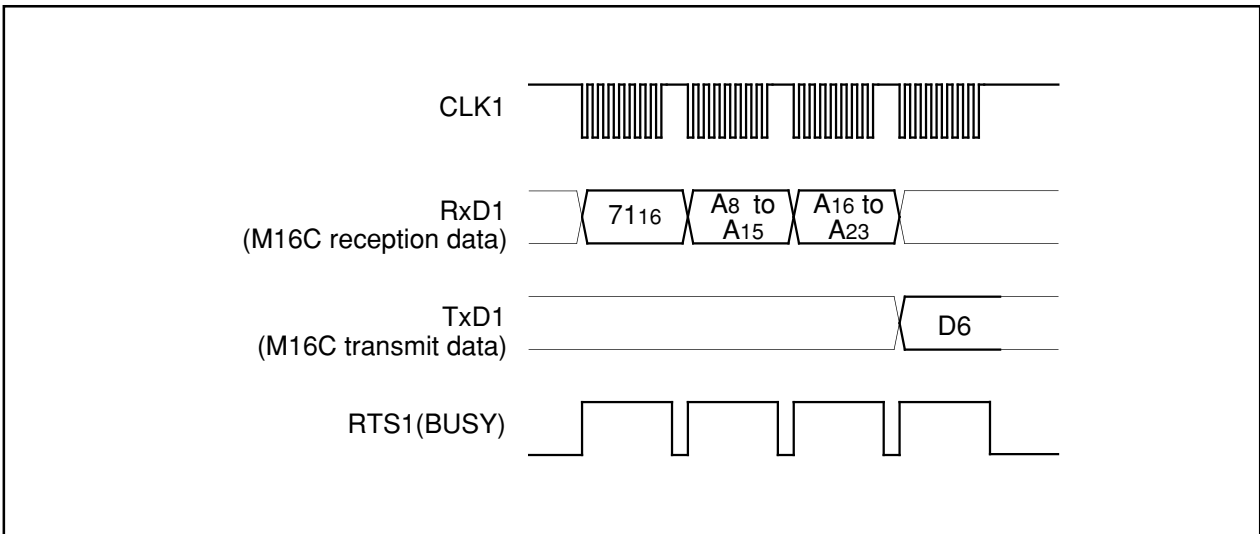 CLK1
RxD1
(M16C reception data)
7116
A8 to
A15
A16 to
A23
TxD1
(M16C transmit data)
D6
RTS1(BUSY)